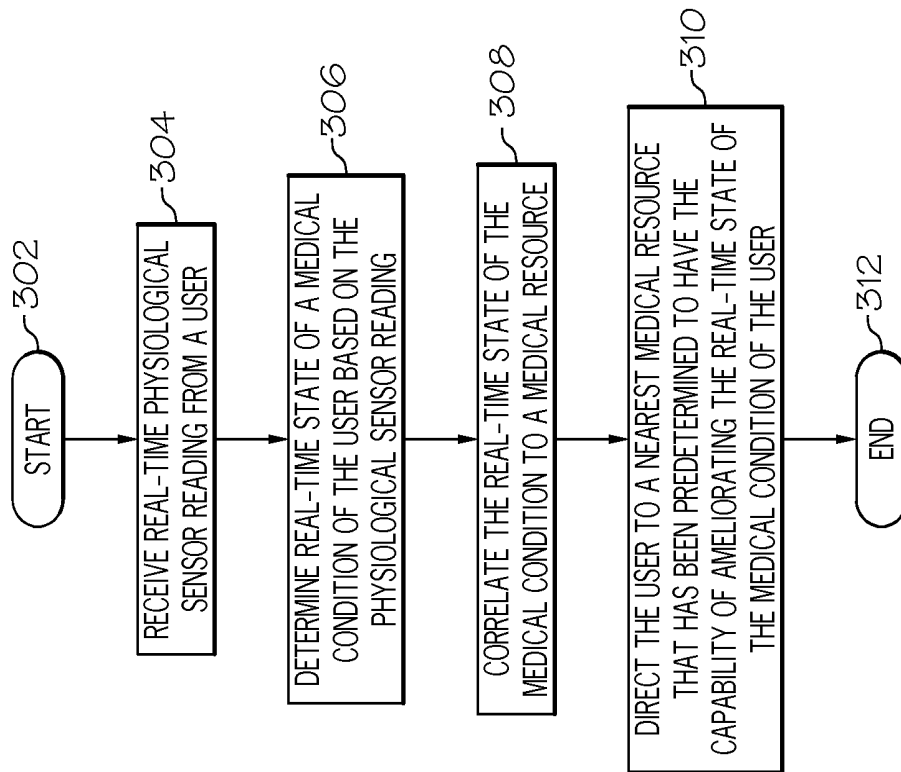 START
302
RECEIVE REAL-TIME PHYSIOLOGICAL
SENSOR READING FROM A USER
304
DETERMINE REAL-TIME STATE OF A MEDICAL
CONDITION OF THE USER BASED ON THE
PHYSIOLOGICAL SENSOR READING
306
CORRELATE THE REAL-TIME STATE OF THE
MEDICAL CONDITION TO A MEDICAL RESOURCE
308
DIRECT THE USER TO A NEAREST MEDICAL RESOURCE
THAT HAS BEEN PREDETERMINED TO HAVE THE
CAPABILITY OF AMELIORATING THE REAL-TIME STATE OF
THE MEDICAL CONDITION OF THE USER
310
END
312